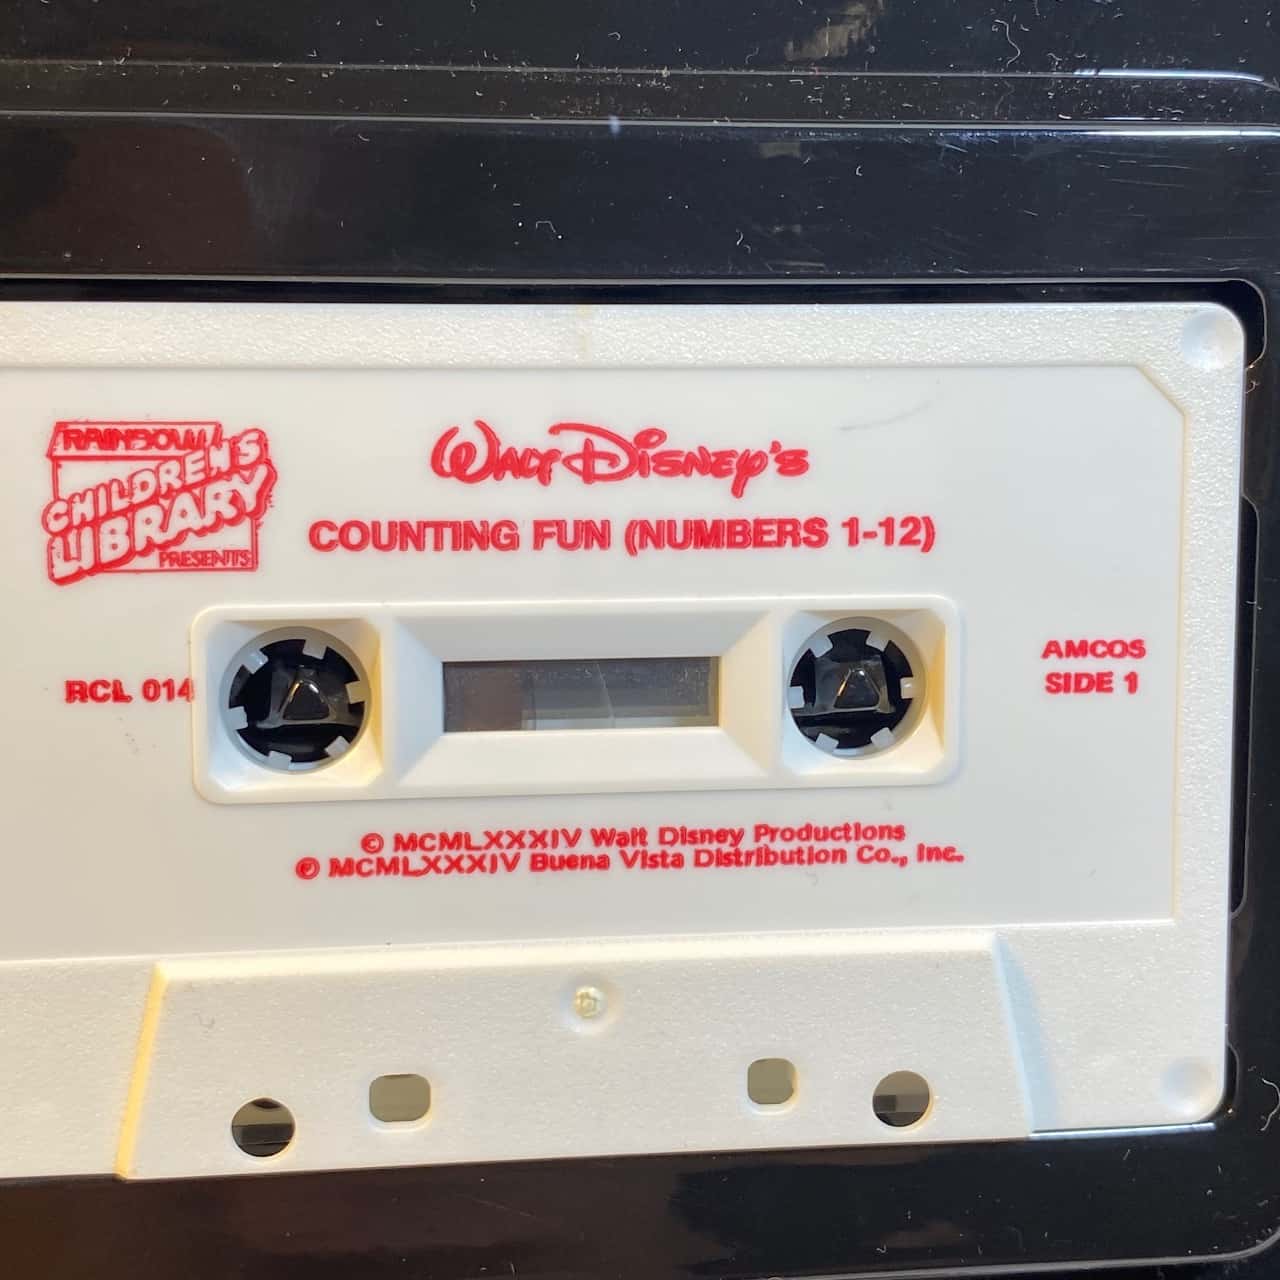 RAINBOW
CHILDREN'S
LIBRARY
PRESENTS
WALT DISNEY'S
COUNTING FUN (NUMBERS 1-12)
RCL 014
AMCOS
SIDE 1
© MCMLXXXIV Walt Disney Productions
℗ MCMLXXXIV Buena Vista Distribution Co., Inc.